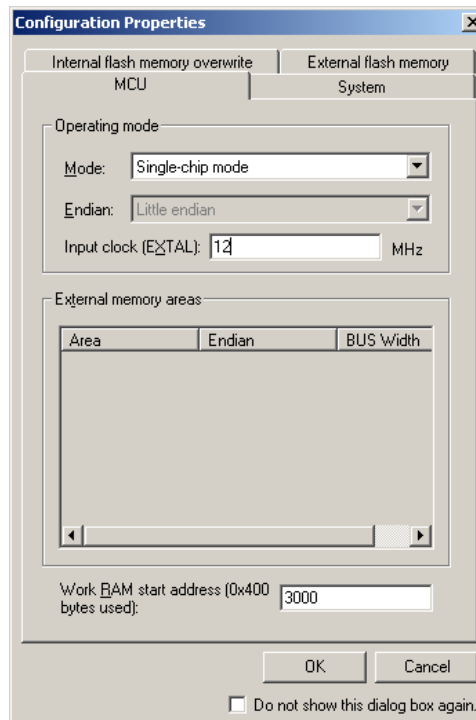 Configuration Properties
Internal flash memory overwrite External flash memory
MCU System
Operating mode
Mode: Single-chip mode
Endian: Little endian
Input clock (EXTAL): 12 MHz
External memory areas
Area Endian BUS Width
Work RAM start address (0x400
bytes used): 3000
OK Cancel
Do not show this dialog box again.